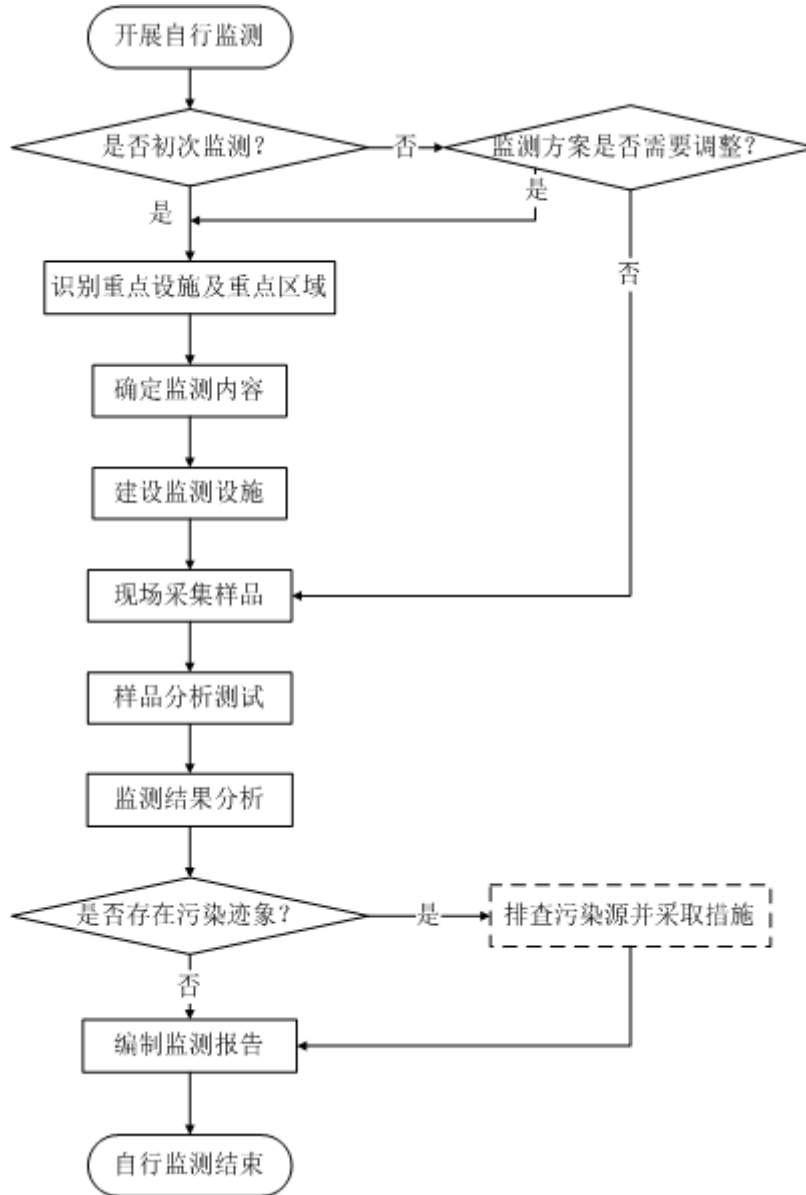 开展自行监测
是否初次监测？
否
监测方案是否需要调整？
是
是
识别重点设施及重点区域
否
确定监测内容
建设监测设施
现场采集样品
样品分析测试
监测结果分析
是否存在污染迹象？
是
排查污染源并采取措施
否
编制监测报告
自行监测结束